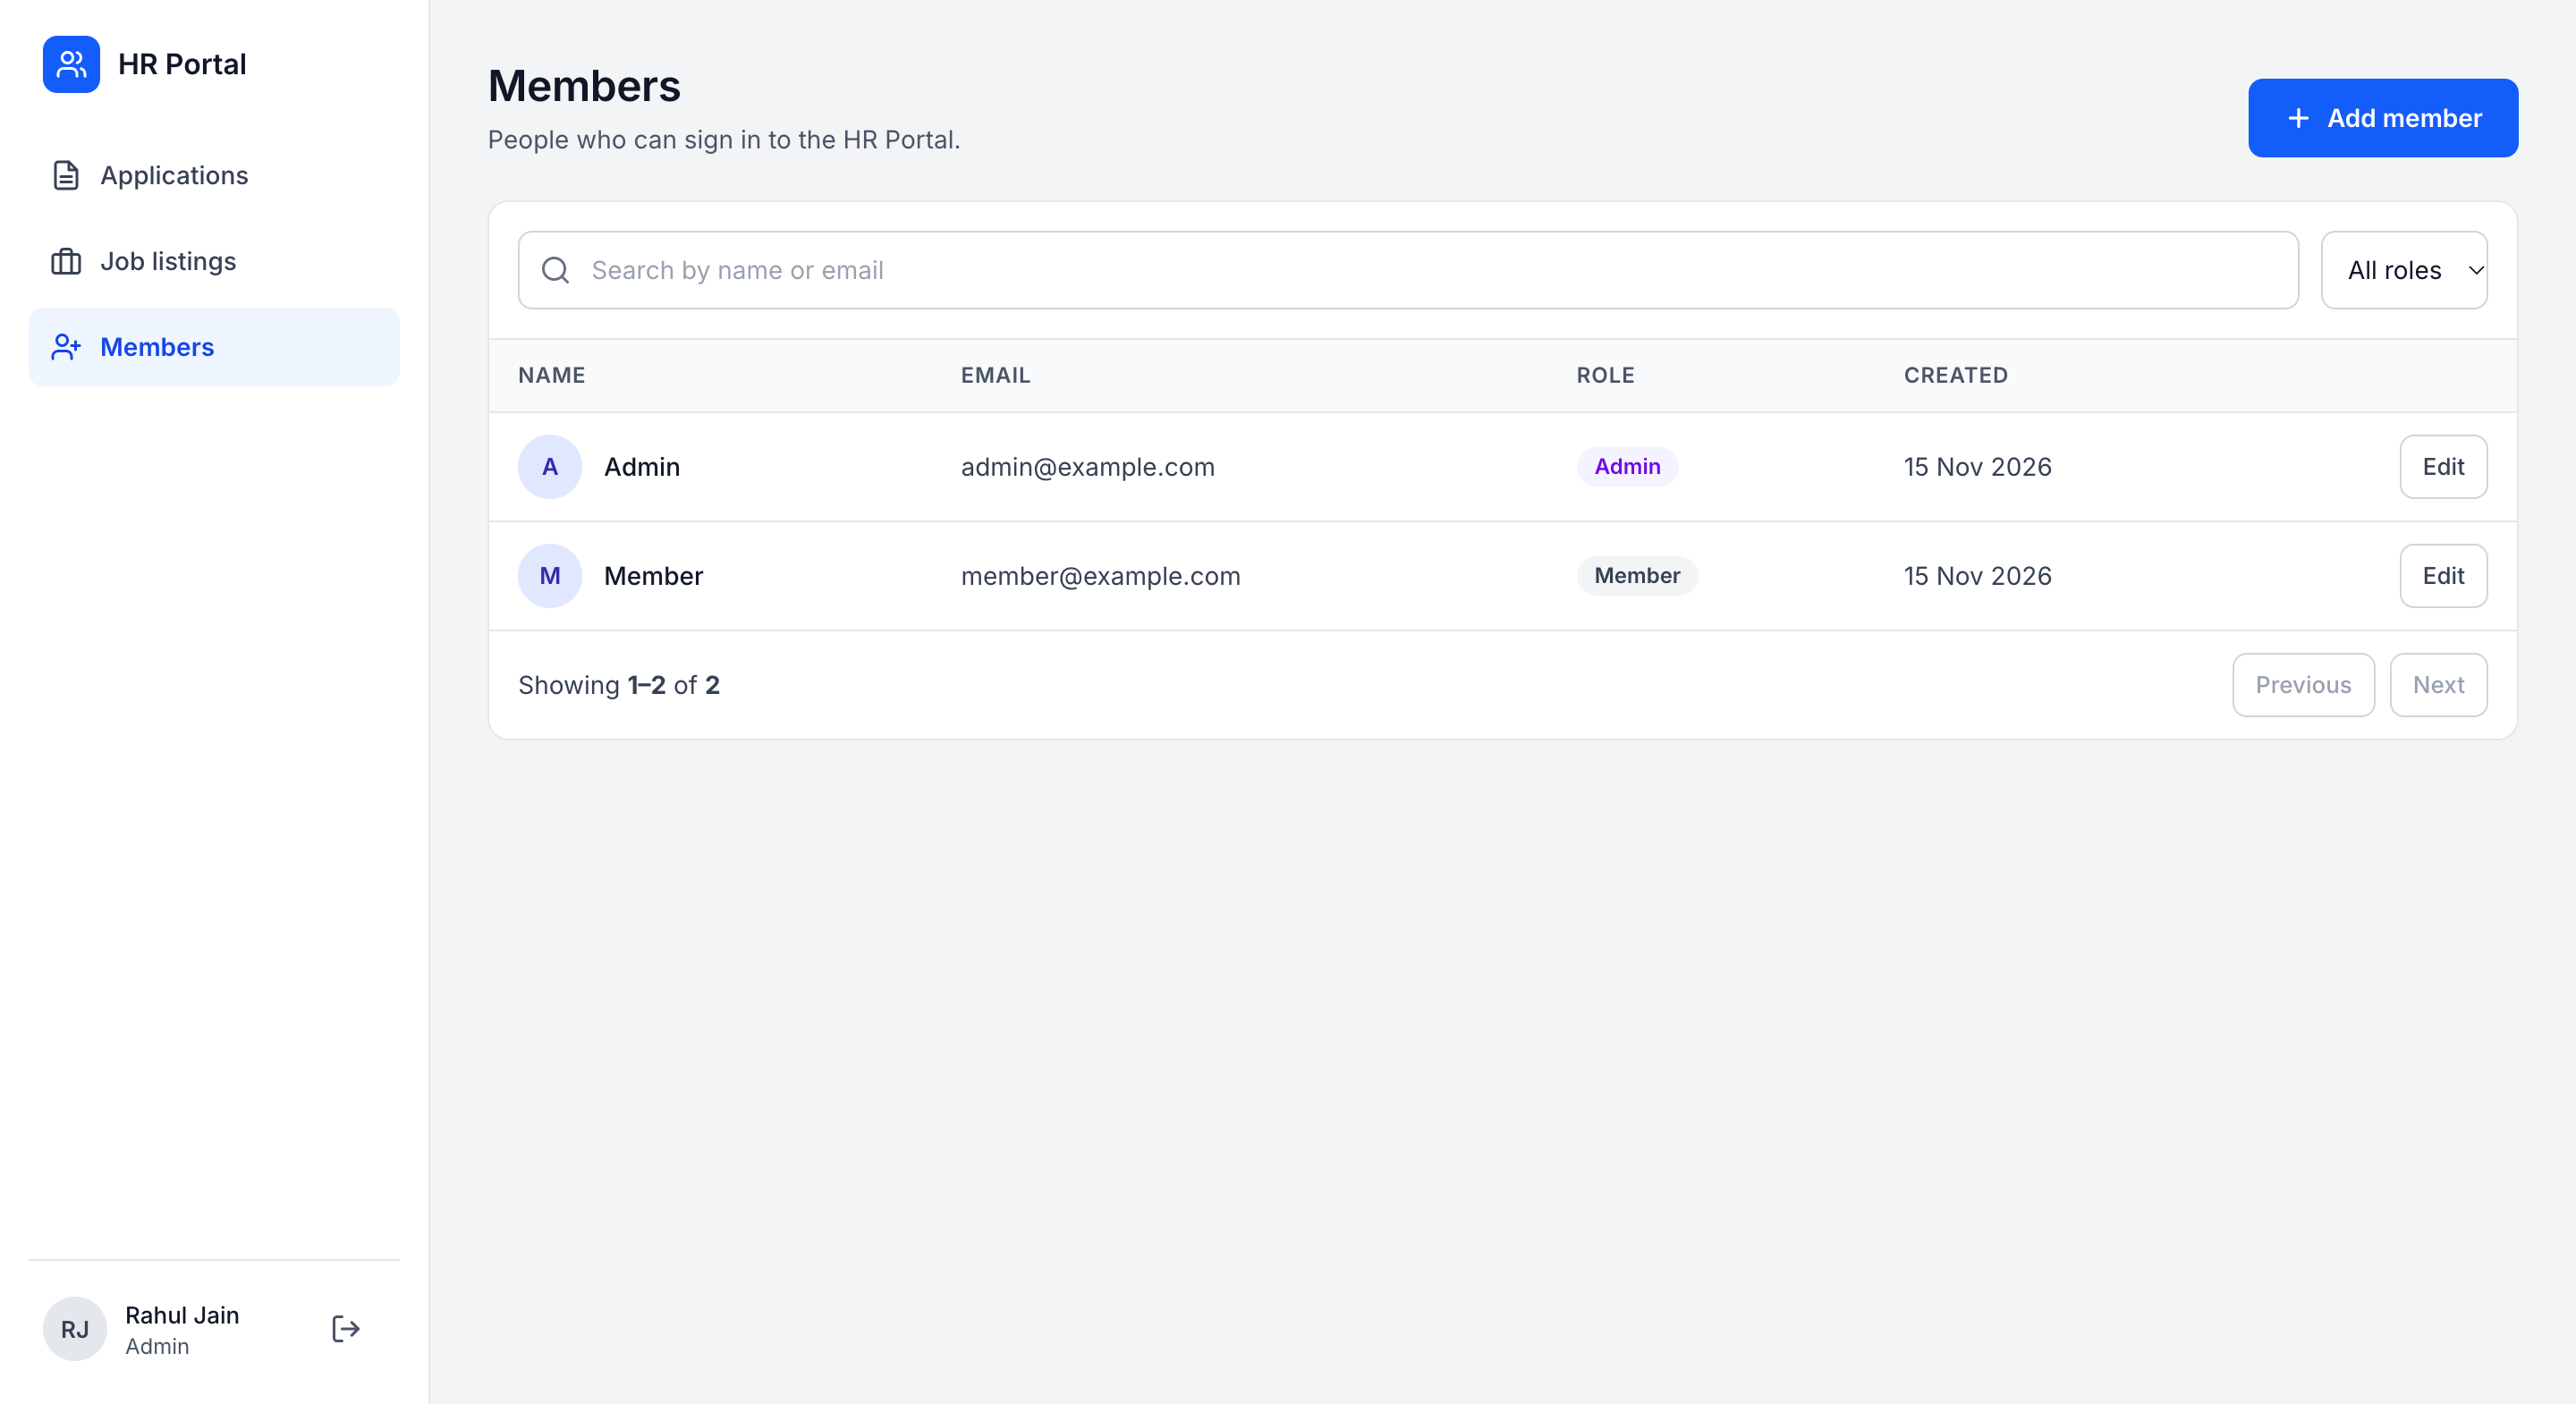 HR Portal
Applications
Job listings
Members
RJ
Rahul Jain
Admin
Members
People who can sign in to the HR Portal.
Add member
Search by name or email
All roles
NAME EMAIL ROLE CREATED
A Admin admin@example.com Admin 15 Nov 2026 Edit
M Member member@example.com Member 15 Nov 2026 Edit
Showing 1–2 of 2
Previous Next